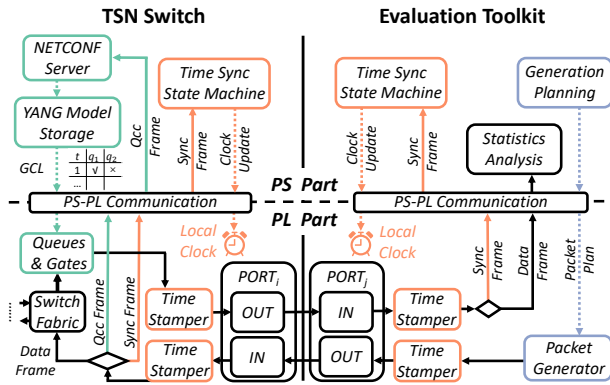 TSN Switch
Evaluation Toolkit
NETCONF
Server
YANG Model
Storage
GCL
t q1 q2
1 √ ×
...
Qcc
Frame
Time Sync
State Machine
Sync
Frame
Clock
Update
Time Sync
State Machine
Clock
Update
Sync
Frame
Generation
Planning
Statistics
Analysis
PS-PL Communication
PS Part
PL Part
PS-PL Communication
Queues
& Gates
Local
Clock
Local
Clock
Switch
Fabric
......
Data
Frame
Qcc Frame
Sync Frame
Time
Stamper
Time
Stamper
PORTi
OUT
IN
PORTj
IN
OUT
Time
Stamper
Time
Stamper
Sync
Frame
Data
Frame
Packet
Plan
Packet
Generator